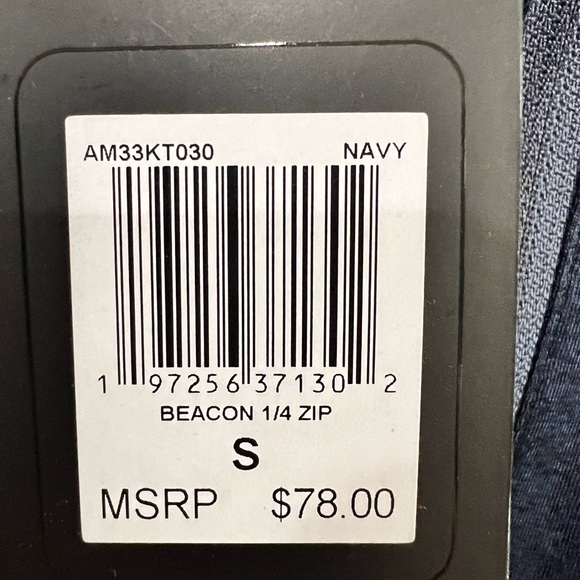 AM33KT030 NAVY
1 97256 37130 2
BEACON 1/4 ZIP
S
MSRP $78.00